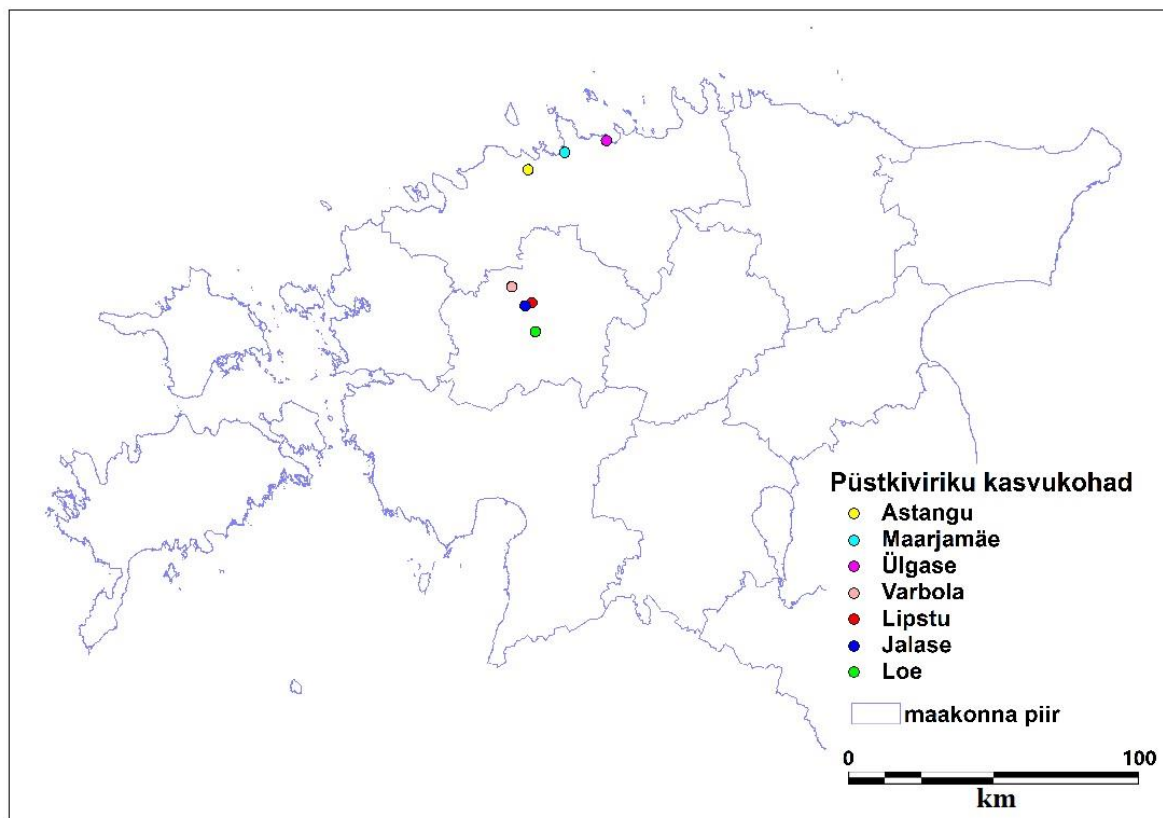 Püstkiviriku kasvukohad
Astangu
Maarjamäe
Ülgase
Varbola
Lipstu
Jalase
Loe
maakonna piir
0 100
km